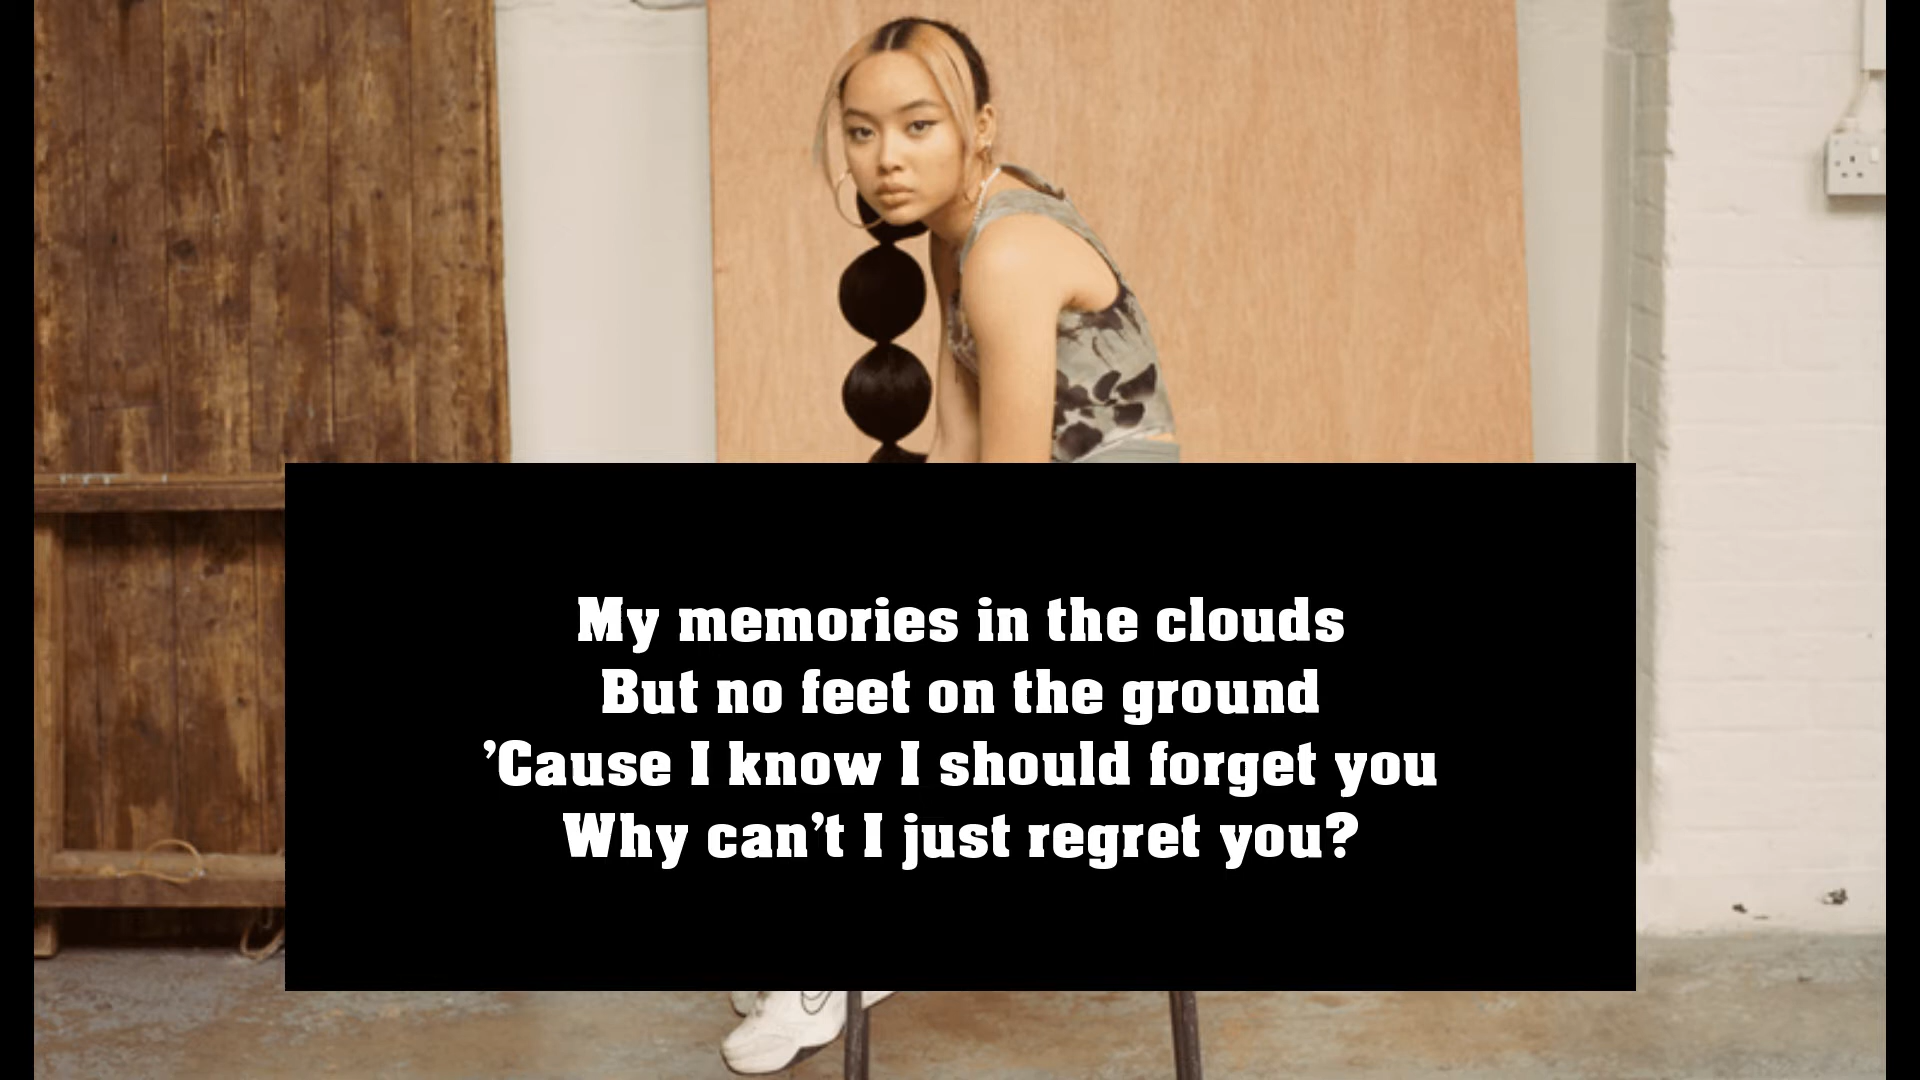 My memories in the clouds
But no feet on the ground
’Cause I know I should forget you
Why can’t I just regret you?